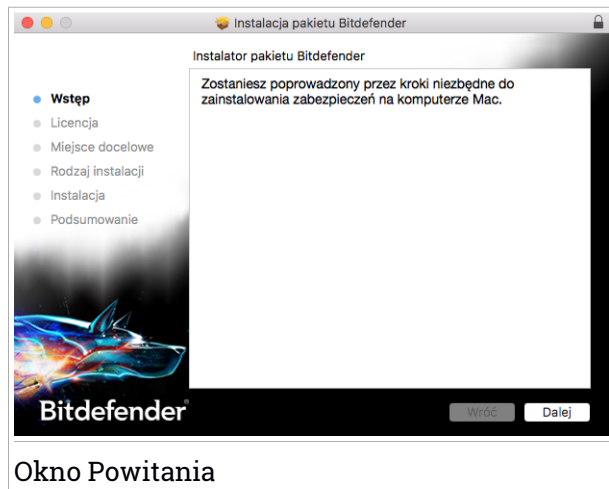 Instalacja pakietu Bitdefender
Instalator pakietu Bitdefender
Wstęp
Licencja
Miejsce docelowe
Rodzaj instalacji
Instalacja
Podsumowanie
Zostaniesz poprowadzony przez kroki niezbędne do
zainstalowania zabezpieczeń na komputerze Mac.
Bitdefender®
Wróć
Dalej
Okno Powitania